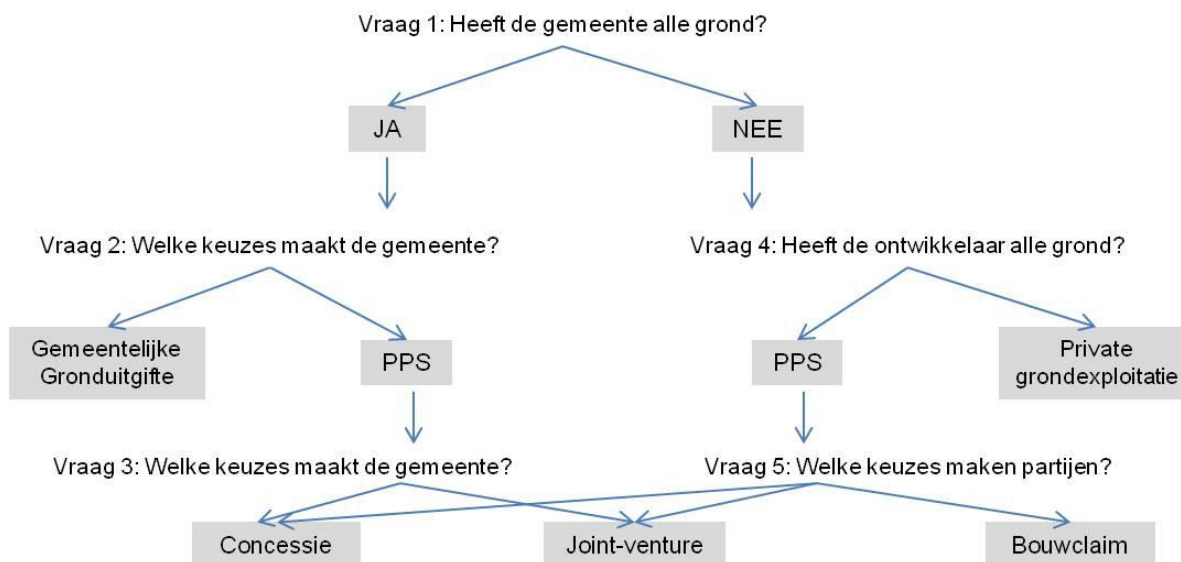 Vraag 1: Heeft de gemeente alle grond?
JA
NEE
Vraag 2: Welke keuzes maakt de gemeente?
Vraag 4: Heeft de ontwikkelaar alle grond?
Gemeentelijke
Gronduitgifte
PPS
PPS
Private
grondexploitatie
Vraag 3: Welke keuzes maakt de gemeente?
Vraag 5: Welke keuzes maken partijen?
Concessie
Joint-venture
Bouwclaim